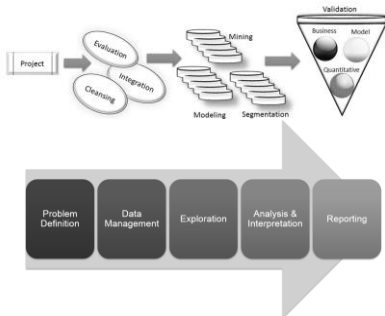 Validation
Business Model
Quantitative
Evaluation
Integration
Cleansing
Project
Mining
Modeling
Segmentation
Problem
Definition
Data
Management
Exploration
Analysis &
Interpretation
Reporting